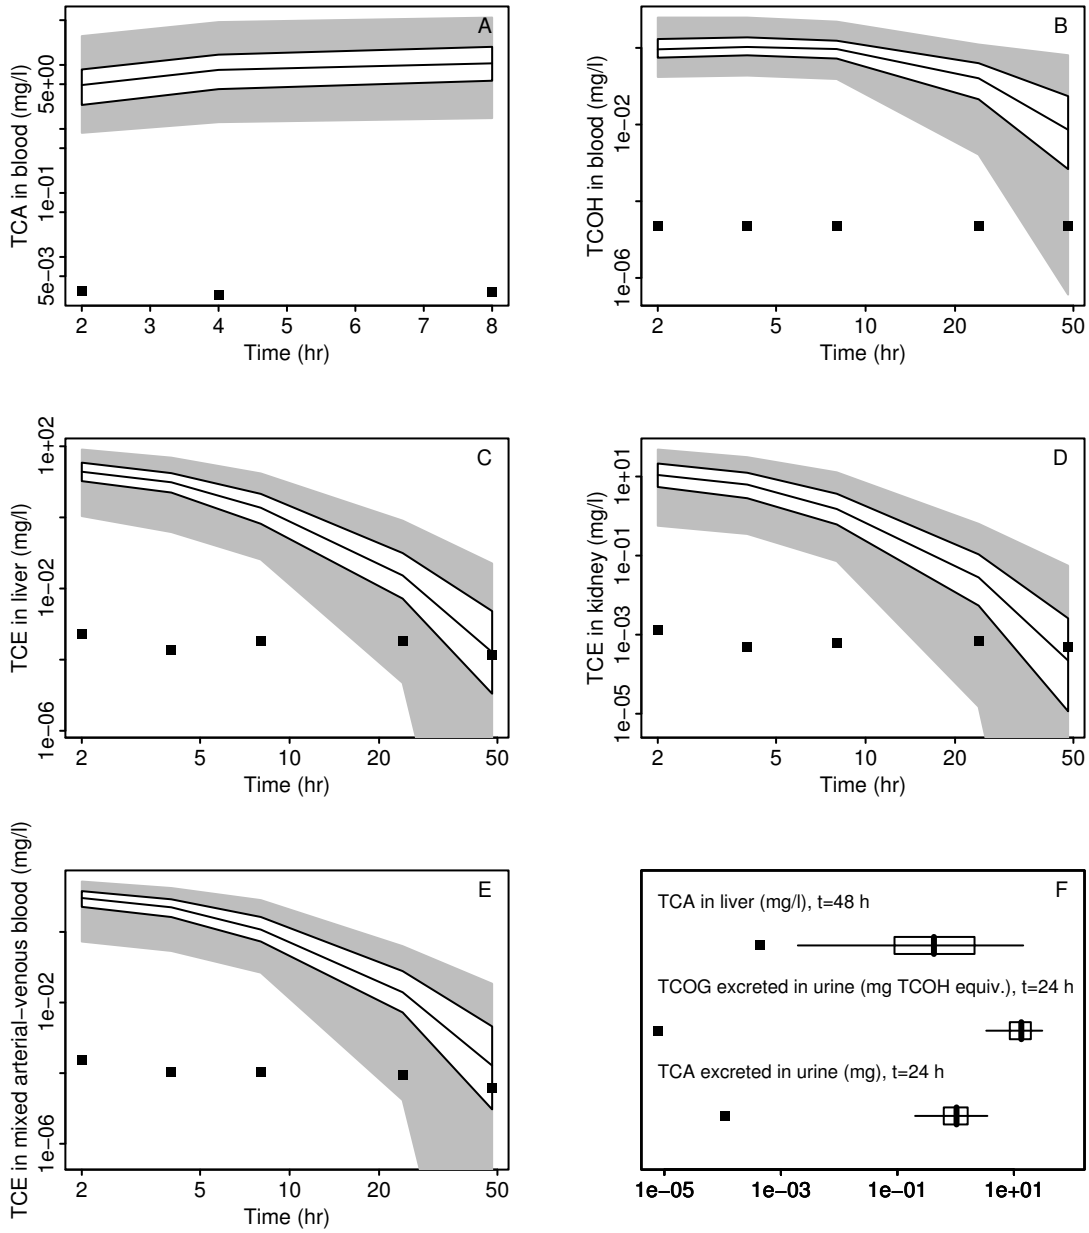 A
TCA in blood (mg/l)
5e+00
1e−01
5e−03
2 3 4 5 6 7 8
Time (hr)
B
TCOH in blood (mg/l)
1e−02
1e−06
2 5 10 20 50
Time (hr)
C
TCE in liver (mg/l)
1e+02
1e−02
1e−06
2 5 10 20 50
Time (hr)
D
TCE in kidney (mg/l)
1e+01
1e−01
1e−03
1e−05
2 5 10 20 50
Time (hr)
E
TCE in mixed arterial−venous blood (mg/l)
1e−02
1e−06
2 5 10 20 50
Time (hr)
F
TCA in liver (mg/l), t=48 h
TCOG excreted in urine (mg TCOH equiv.), t=24 h
TCA excreted in urine (mg), t=24 h
1e−05 1e−03 1e−01 1e+01